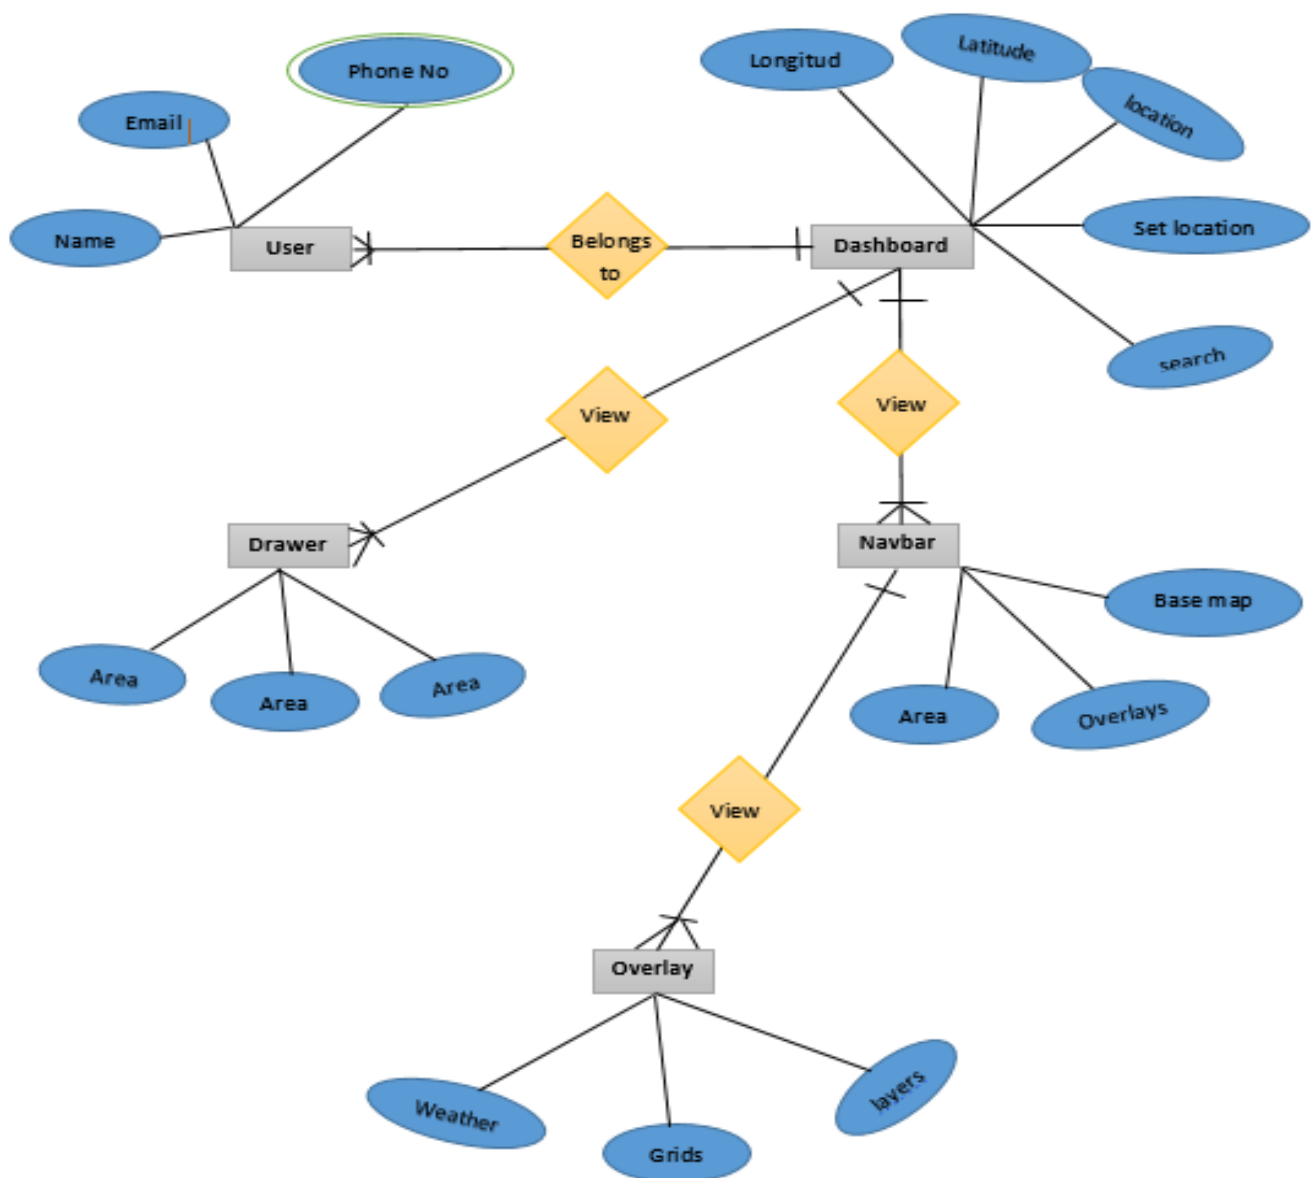 Phone No
Longitud
Latitude
location
Email
Name
User
Belongs
to
Dashboard
Set location
search
View
View
Drawer
Navbar
Base map
Area
Area
Area
Area
Overlays
View
Overlay
Weather
Grids
layers